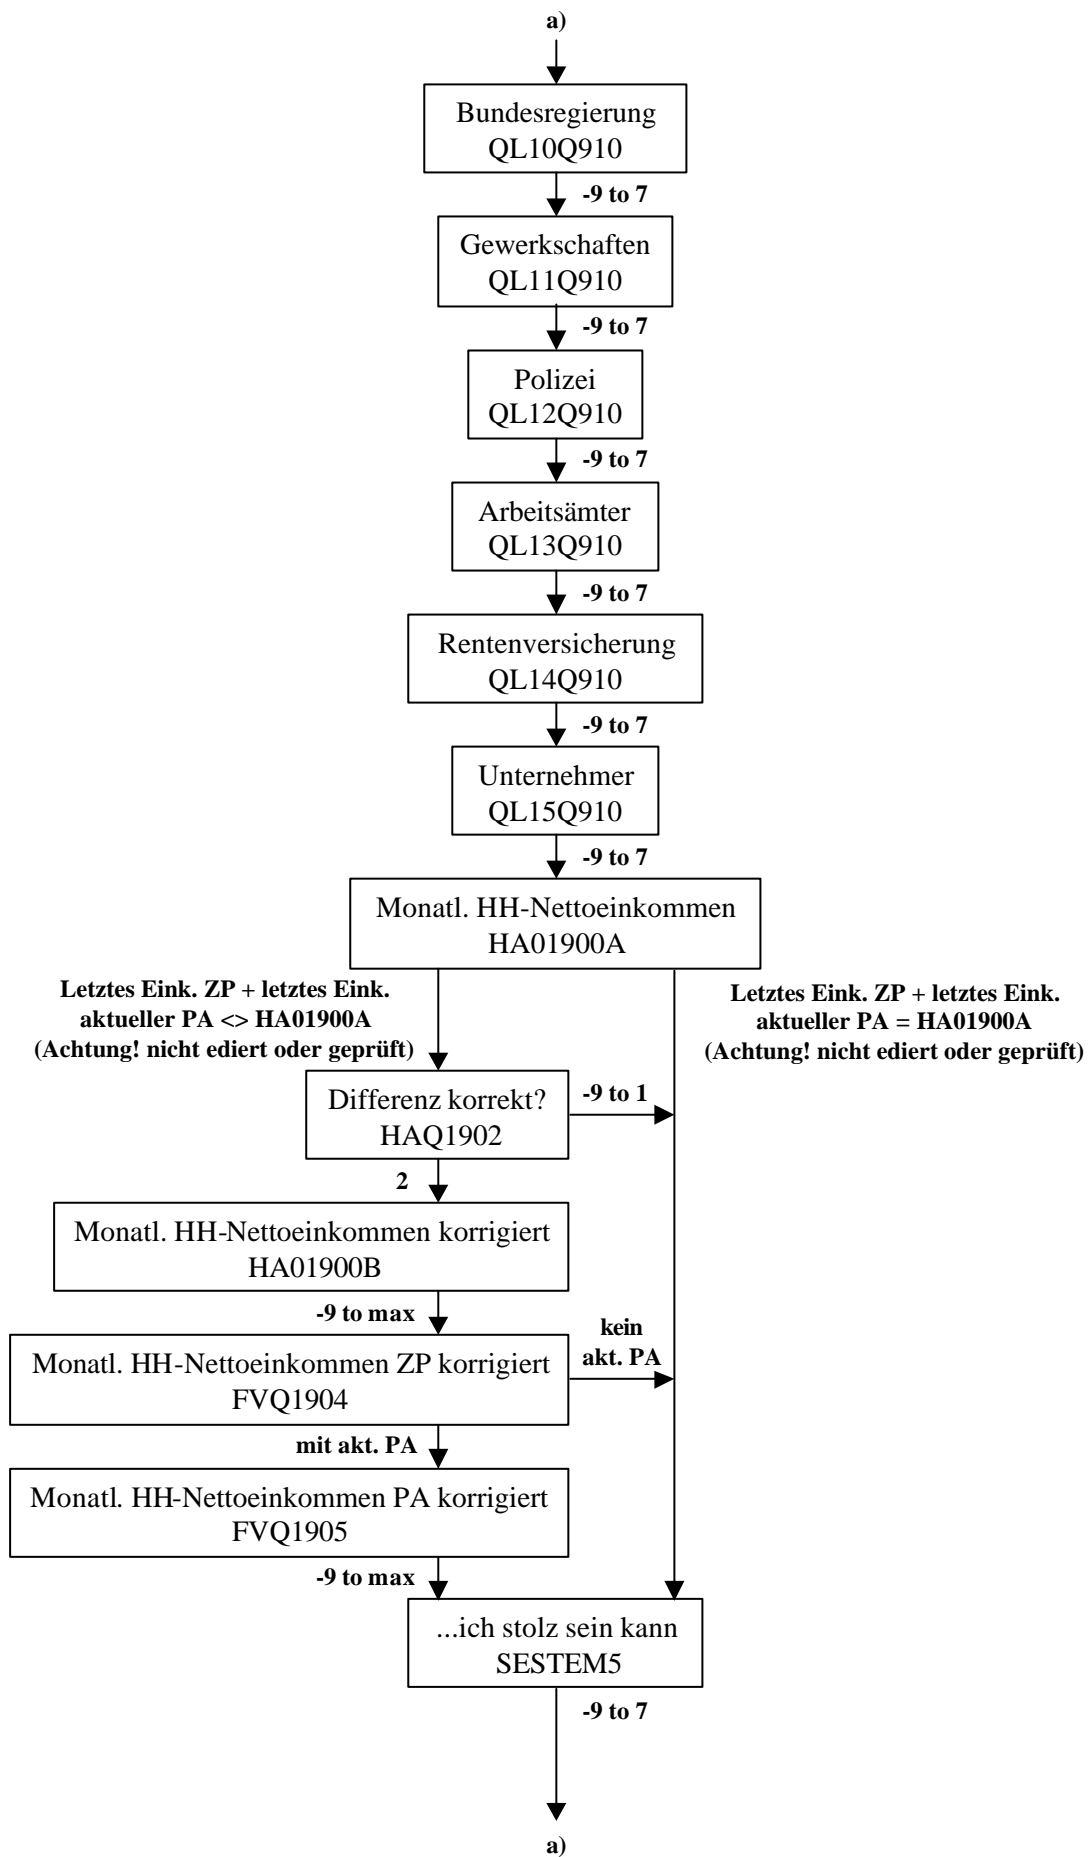 a)
Bundesregierung
QL10Q910
-9 to 7
Gewerkschaften
QL11Q910
-9 to 7
Polizei
QL12Q910
-9 to 7
Arbeitsämter
QL13Q910
-9 to 7
Rentenversicherung
QL14Q910
-9 to 7
Unternehmer
QL15Q910
-9 to 7
Monatl. HH-Nettoeinkommen
HA01900A
Letztes Eink. ZP + letztes Eink.
aktueller PA <> HA01900A
(Achtung! nicht ediert oder geprüft)
Letztes Eink. ZP + letztes Eink.
aktueller PA = HA01900A
(Achtung! nicht ediert oder geprüft)
Differenz korrekt?
HAQ1902
-9 to 1
2
Monatl. HH-Nettoeinkommen korrigiert
HA01900B
-9 to max
Monatl. HH-Nettoeinkommen ZP korrigiert
FVQ1904
kein
akt. PA
mit akt. PA
Monatl. HH-Nettoeinkommen PA korrigiert
FVQ1905
-9 to max
...ich stolz sein kann
SESTEM5
-9 to 7
a)